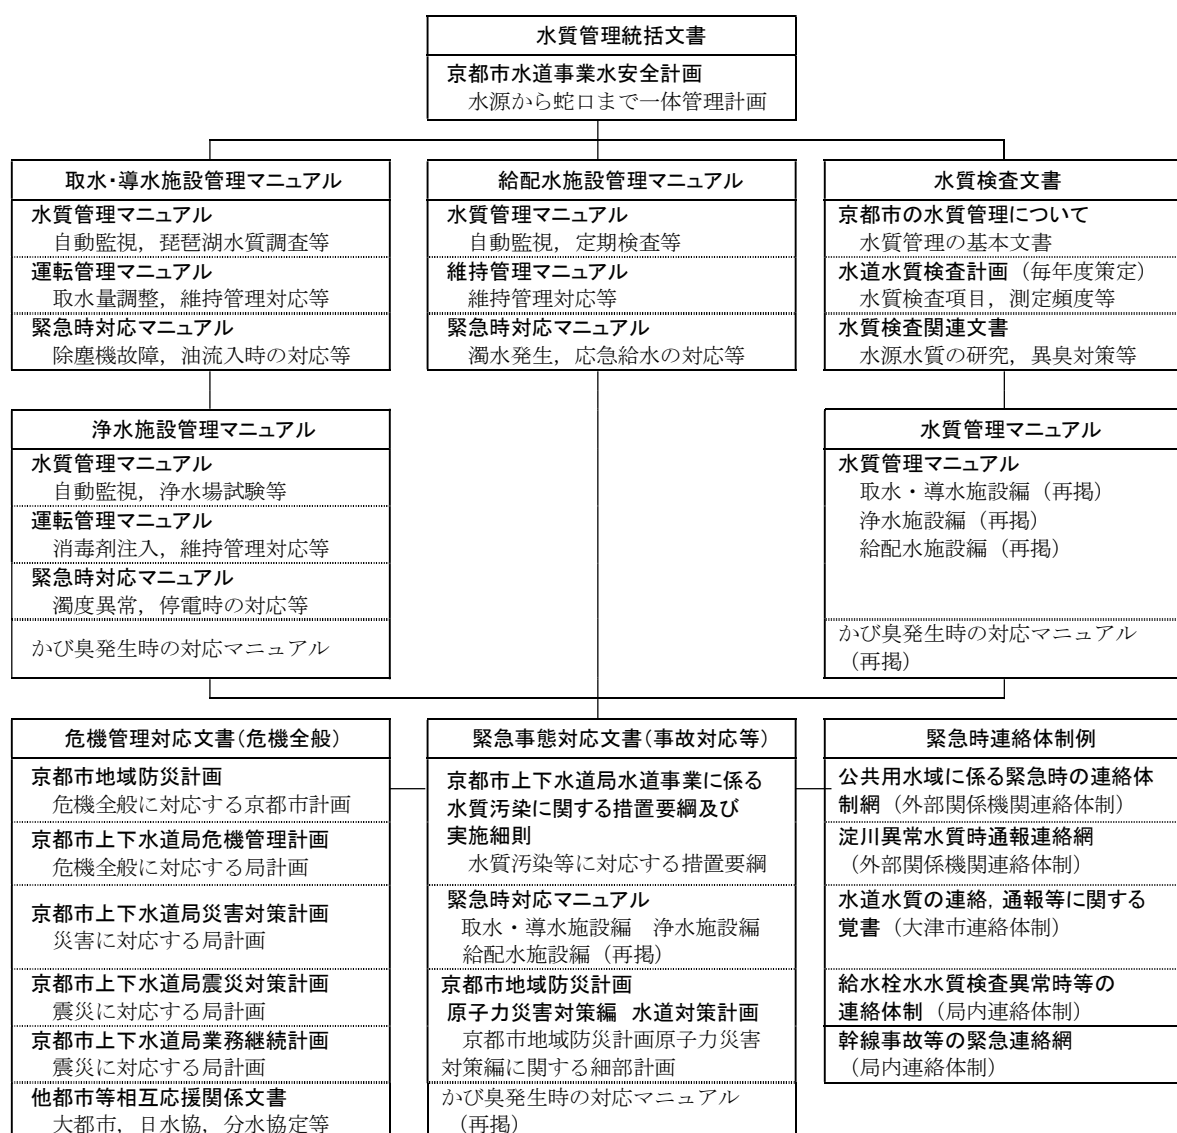 水質管理統括文書
京都市水道事業水安全計画
水源から蛇口まで一体管理計画
取水・導水施設管理マニュアル
水質管理マニュアル
自動監視，琵琶湖水質調査等
運転管理マニュアル
取水量調整，維持管理対応等
緊急時対応マニュアル
除塵機故障，油流入時の対応等
給配水施設管理マニュアル
水質管理マニュアル
自動監視，定期検査等
維持管理マニュアル
維持管理対応等
緊急時対応マニュアル
濁水発生，応急給水の対応等
水質検査文書
京都市の水質管理について
水質管理の基本文書
水道水質検査計画（毎年度策定）
水質検査項目，測定頻度等
水質検査関連文書
水源水質の研究，異臭対策等
浄水施設管理マニュアル
水質管理マニュアル
自動監視，浄水場試験等
運転管理マニュアル
消毒剤注入，維持管理対応等
緊急時対応マニュアル
濁度異常，停電時の対応等
かび臭発生時の対応マニュアル
水質管理マニュアル
水質管理マニュアル
取水・導水施設編（再掲）
浄水施設編（再掲）
給配水施設編（再掲）
かび臭発生時の対応マニュアル
（再掲）
危機管理対応文書（危機全般）
京都市地域防災計画
危機全般に対応する京都市計画
京都市上下水道局危機管理計画
危機全般に対応する局計画
京都市上下水道局災害対策計画
災害に対応する局計画
京都市上下水道局震災対策計画
震災に対応する局計画
京都市上下水道局業務継続計画
震災に対応する局計画
他都市等相互応援関係文書
大都市，日水協，分水協定等
緊急事態対応文書（事故対応等）
京都市上下水道局水道事業に係る
水質汚染に関する措置要綱及び
実施細則
水質汚染等に対応する措置要綱
緊急時対応マニュアル
取水・導水施設編　浄水施設編
給配水施設編（再掲）
京都市地域防災計画
原子力災害対策編　水道対策計画
京都市地域防災計画原子力災害
対策編に関する細部計画
かび臭発生時の対応マニュアル
（再掲）
緊急時連絡体制例
公共用水域に係る緊急時の連絡体
制網（外部関係機関連絡体制）
淀川異常水質時通報連絡網
（外部関係機関連絡体制）
水道水質の連絡，通報等に関する
覚書（大津市連絡体制）
給水栓水水質検査異常時等の
連絡体制（局内連絡体制）
幹線事故等の緊急連絡網
（局内連絡体制）